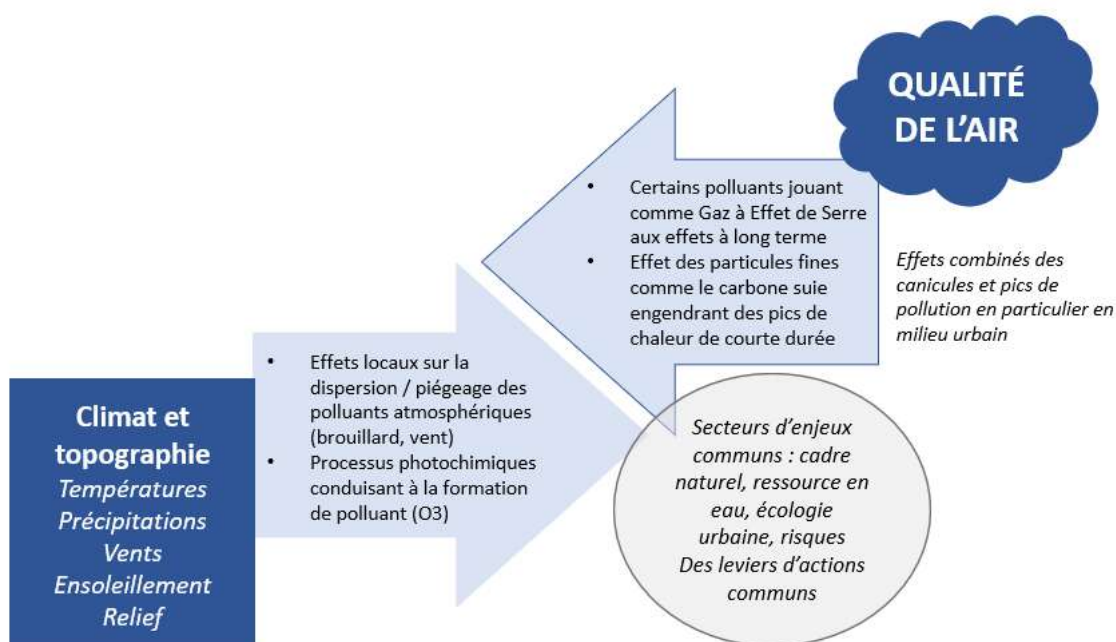 QUALITÉ
DE L'AIR
• Certains polluants jouant
comme Gaz à Effet de Serre
aux effets à long terme
• Effet des particules fines
comme le carbone suie
engendrant des pics de
chaleur de courte durée
Effets combinés des
canicules et pics de
pollution en particulier en
milieu urbain
• Effets locaux sur la
dispersion / piégeage des
polluants atmosphériques
(brouillard, vent)
• Processus photochimiques
conduisant à la formation
de polluant (O3)
Climat et
topographie
Températures
Précipitations
Vents
Ensoleillement
Relief
Secteurs d'enjeux
communs : cadre
naturel, ressource en
eau, écologie
urbaine, risques
Des leviers d'actions
communs